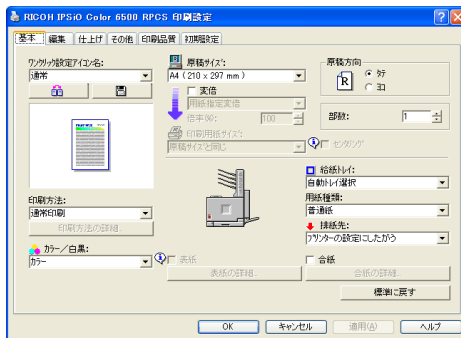 RICOH IPSiO Color 6500 RPCS 印刷設定
基本 編集 仕上げ その他 印刷品質 初期設定
ワンクリック設定アイコン名:
通常
印刷方法:
通常印刷
印刷方法の詳細...
カラー/白黒:
カラー
原稿サイズ:
A4 (210 x 297 mm)
変倍
用紙指定変倍
倍率(%): 100
印刷用紙サイズ:
原稿サイズと同じ
原稿方向
R
タテ
ヨコ
部数: 1
センタリング
給紙トレイ:
自動トレイ選択
用紙種類:
普通紙
排紙先:
プリンターの設定にしたがう
表紙
表紙の詳細...
合紙
合紙の詳細...
標準に戻す
OK キャンセル 適用(A) ヘルプ